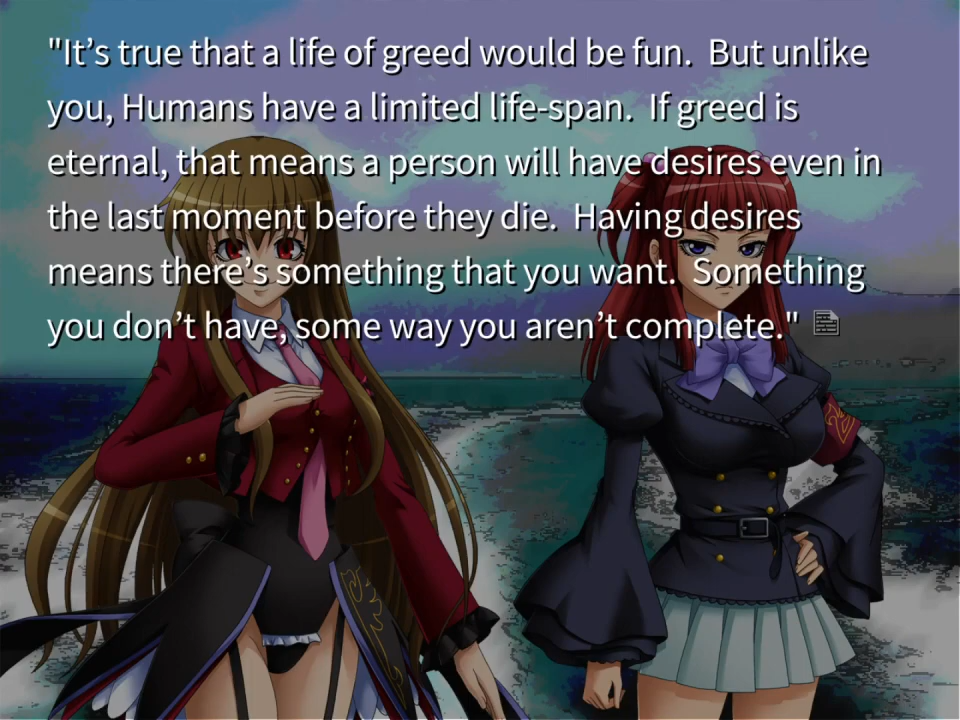 "It’s true that a life of greed would be fun.  But unlike
you, Humans have a limited life-span.  If greed is
eternal, that means a person will have desires even in
the last moment before they die.  Having desires
means there’s something that you want.  Something
you don’t have, some way you aren’t complete."